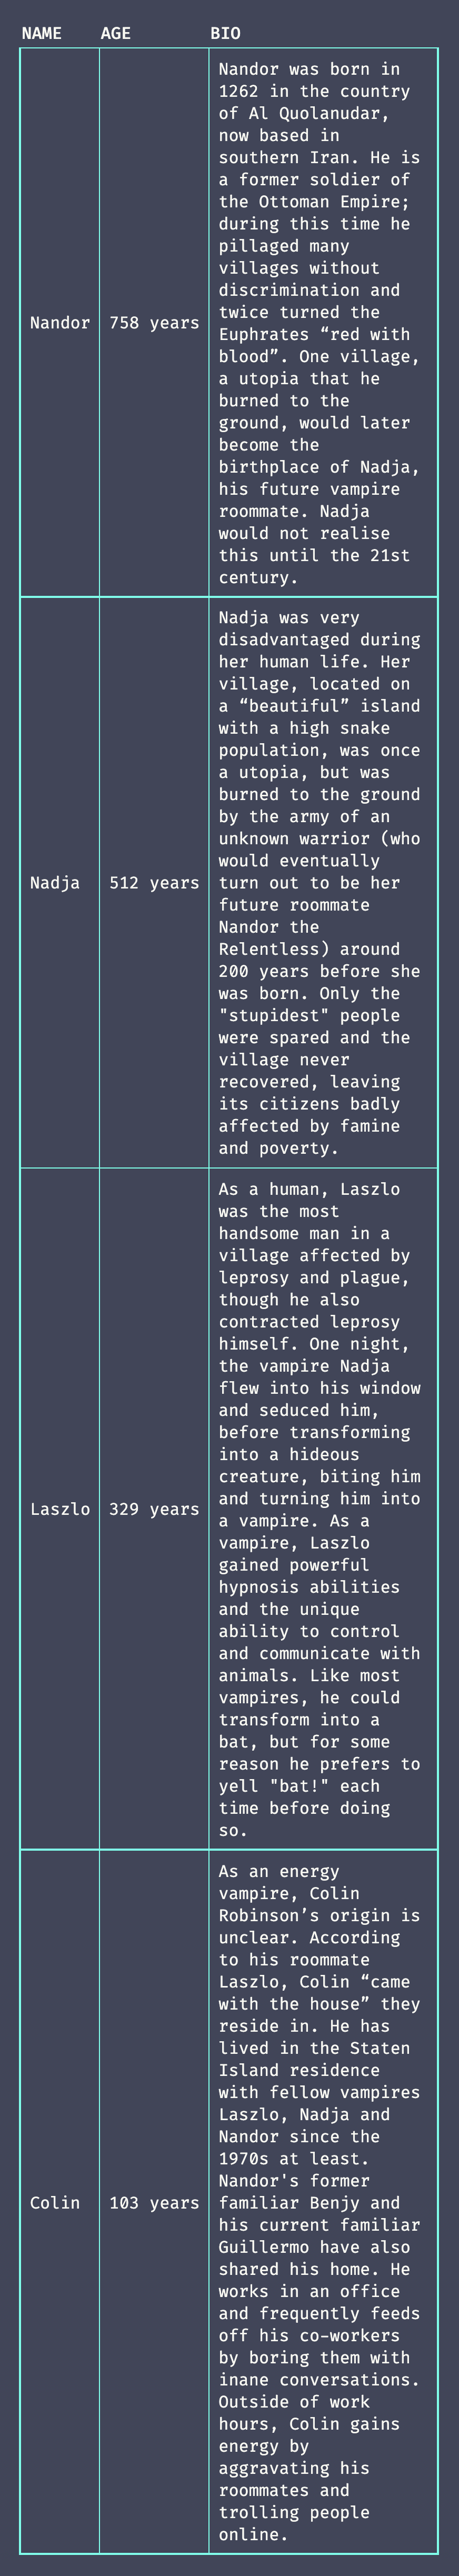 NAME AGE BIO
Nandor was born in
1262 in the country
of Al Quolanudar,
now based in
southern Iran. He is
a former soldier of
the Ottoman Empire;
during this time he
pillaged many
villages without
discrimination and
Nandor 758 years twice turned the
Euphrates “red with
blood”. One village,
a utopia that he
burned to the
ground, would later
become the
birthplace of Nadja,
his future vampire
roommate. Nadja
would not realise
this until the 21st
century.
Nadja was very
disadvantaged during
her human life. Her
village, located on
a “beautiful” island
with a high snake
population, was once
a utopia, but was
burned to the ground
by the army of an
unknown warrior (who
would eventually
Nadja 512 years turn out to be her
future roommate
Nandor the
Relentless) around
200 years before she
was born. Only the
"stupidest" people
were spared and the
village never
recovered, leaving
its citizens badly
affected by famine
and poverty.
As a human, Laszlo
was the most
handsome man in a
village affected by
leprosy and plague,
though he also
contracted leprosy
himself. One night,
the vampire Nadja
flew into his window
and seduced him,
before transforming
into a hideous
creature, biting him
Laszlo 329 years and turning him into
a vampire. As a
vampire, Laszlo
gained powerful
hypnosis abilities
and the unique
ability to control
and communicate with
animals. Like most
vampires, he could
transform into a
bat, but for some
reason he prefers to
yell "bat!" each
time before doing
so.
As an energy
vampire, Colin
Robinson’s origin is
unclear. According
to his roommate
Laszlo, Colin “came
with the house” they
reside in. He has
lived in the Staten
Island residence
with fellow vampires
Laszlo, Nadja and
Nandor since the
1970s at least.
Nandor's former
Colin 103 years familiar Benjy and
his current familiar
Guillermo have also
shared his home. He
works in an office
and frequently feeds
off his co-workers
by boring them with
inane conversations.
Outside of work
hours, Colin gains
energy by
aggravating his
roommates and
trolling people
online.